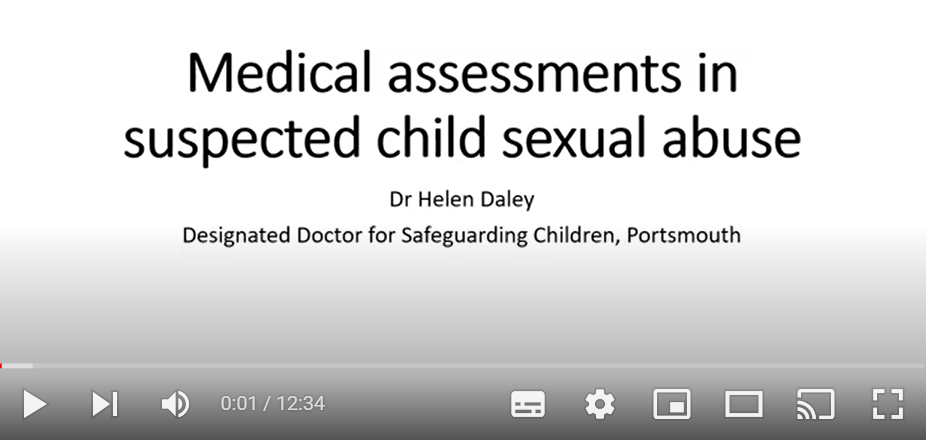 Medical assessments in
suspected child sexual abuse
Dr Helen Daley
Designated Doctor for Safeguarding Children, Portsmouth
0:01 / 12:34